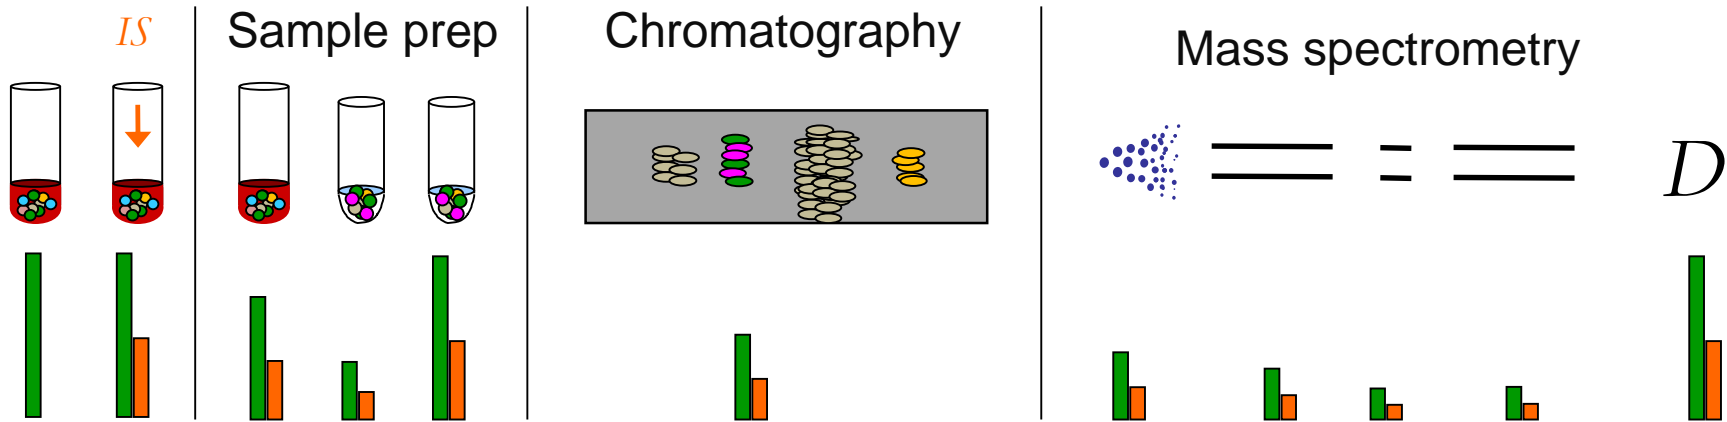 IS
Sample prep
Chromatography
Mass spectrometry
D